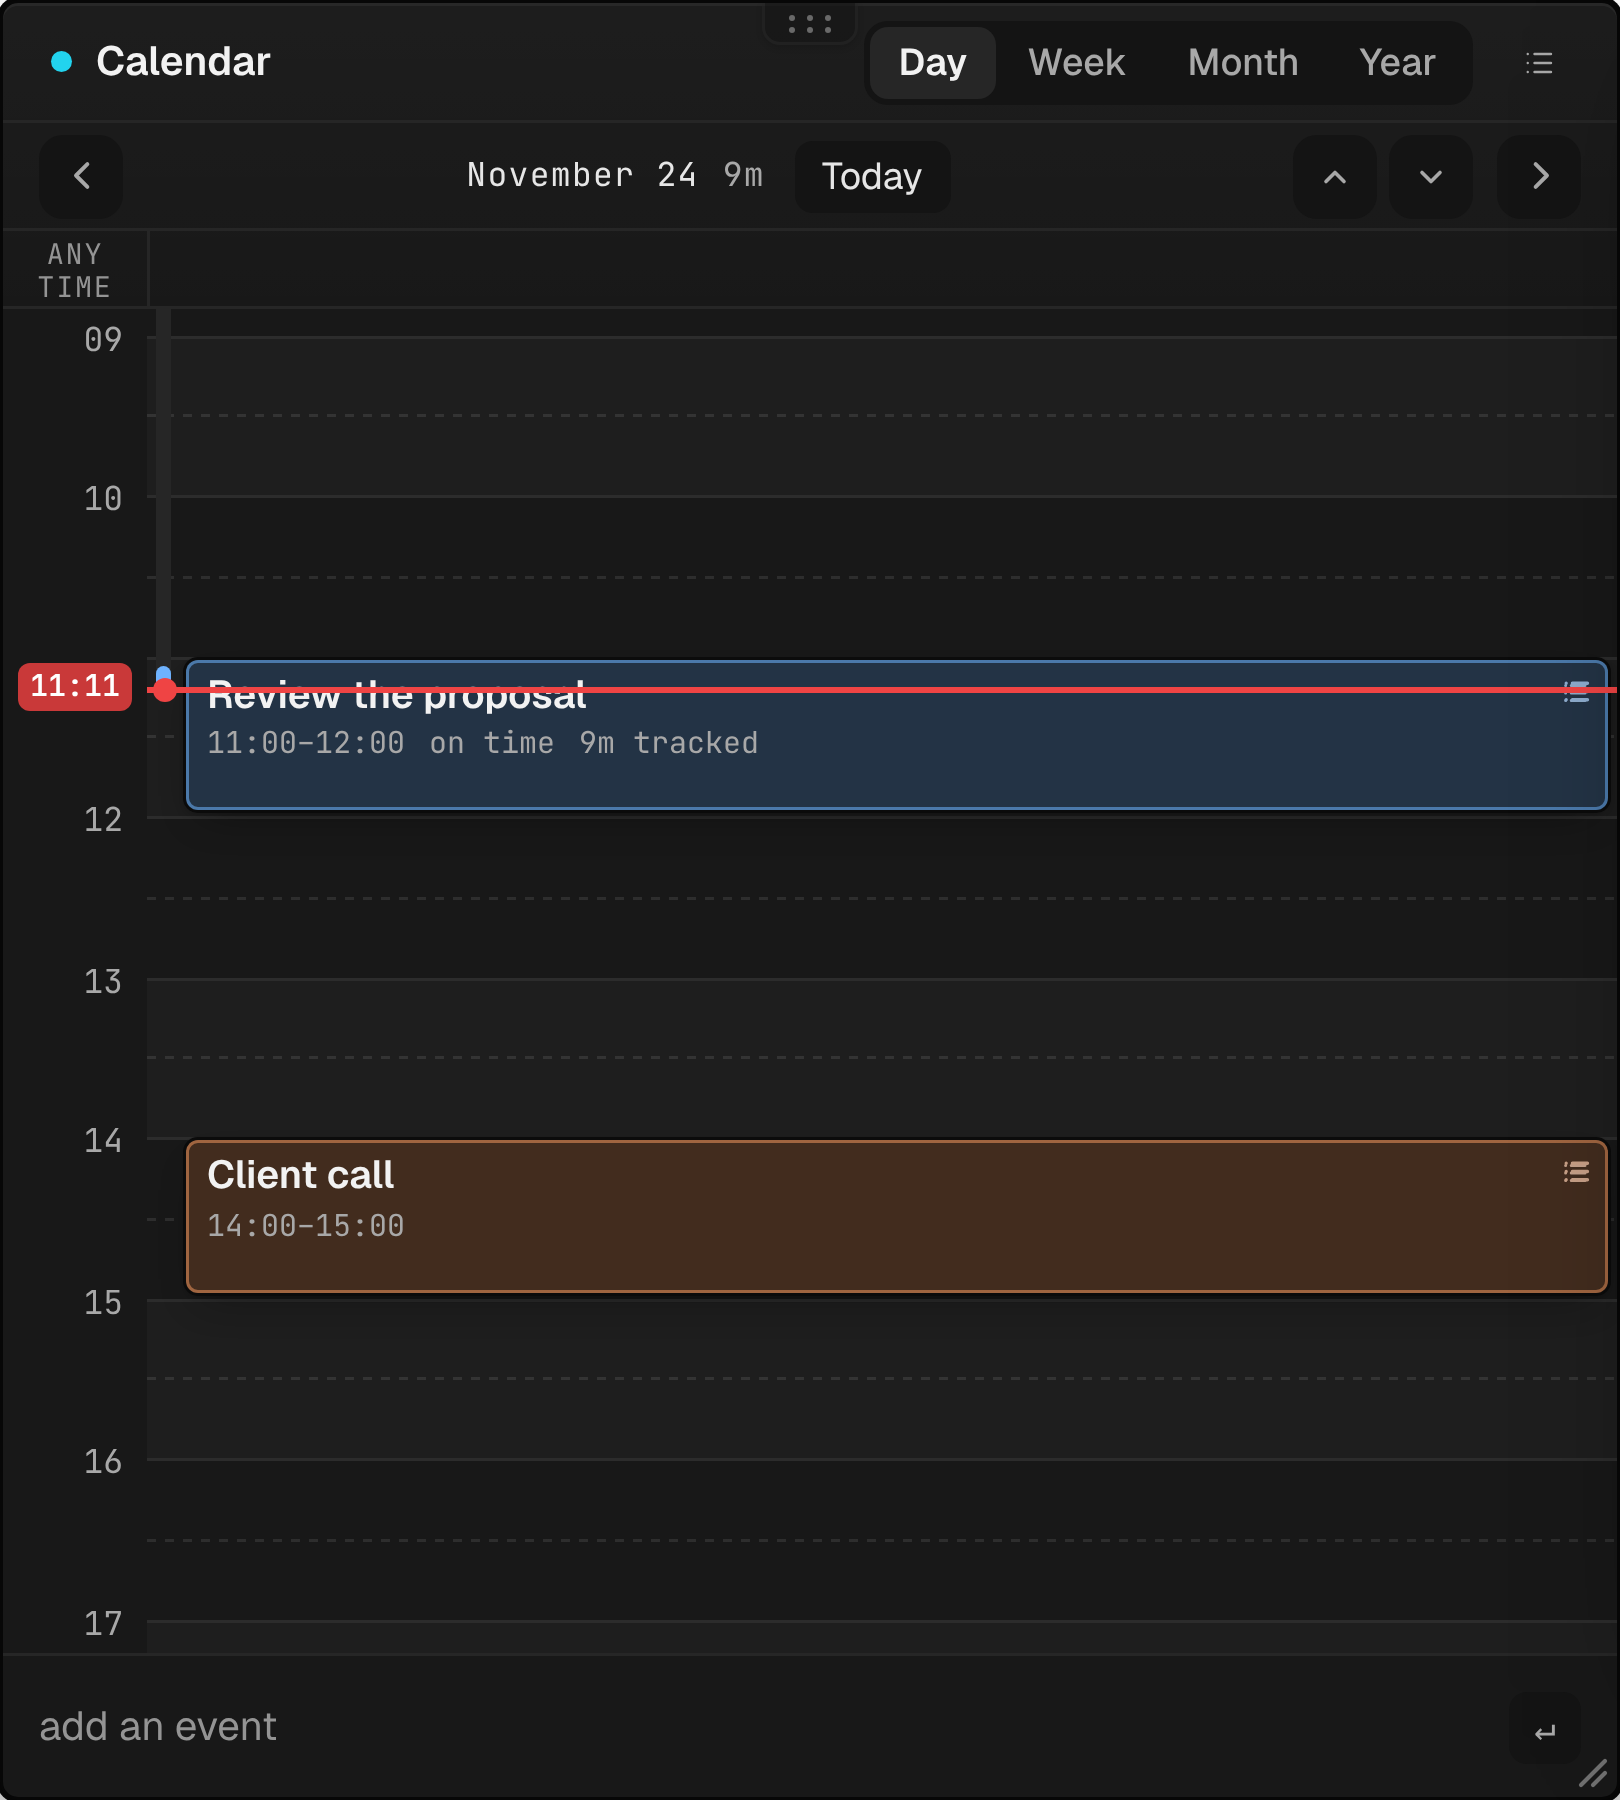 Calendar
Day Week Month Year
November 24 9m Today
ANY
TIME
09
10
11:11
Review the proposal
11:00–12:00 on time 9m tracked
12
13
14
Client call
14:00–15:00
15
16
17
add an event